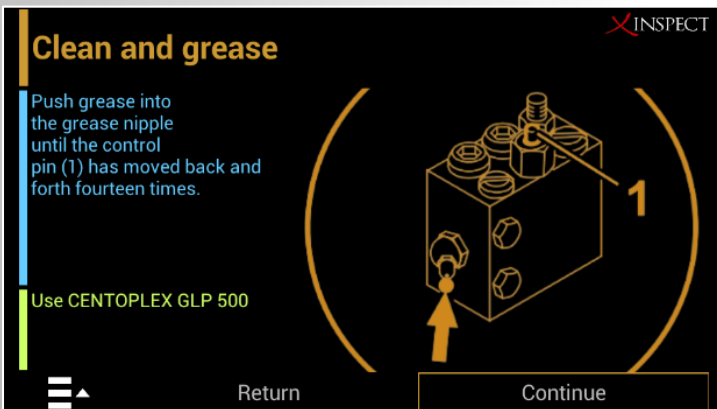 XINSPECT
Clean and grease
Push grease into
the grease nipple
until the control
pin (1) has moved back and
forth fourteen times.
1
Use CENTOPLEX GLP 500
Return
Continue